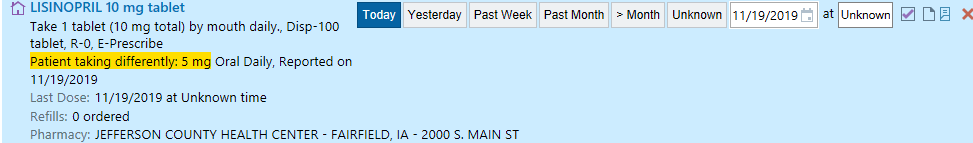 LISINOPRIL 10 mg tablet
Today Yesterday Past Week Past Month > Month Unknown 11/19/2019 at Unknown
Take 1 tablet (10 mg total) by mouth daily., Disp-100
tablet, R-0, E-Prescribe
Patient taking differently: 5 mg Oral Daily, Reported on
11/19/2019
Last Dose: 11/19/2019 at Unknown time
Refills: 0 ordered
Pharmacy: JEFFERSON COUNTY HEALTH CENTER - FAIRFIELD, IA - 2000 S. MAIN ST